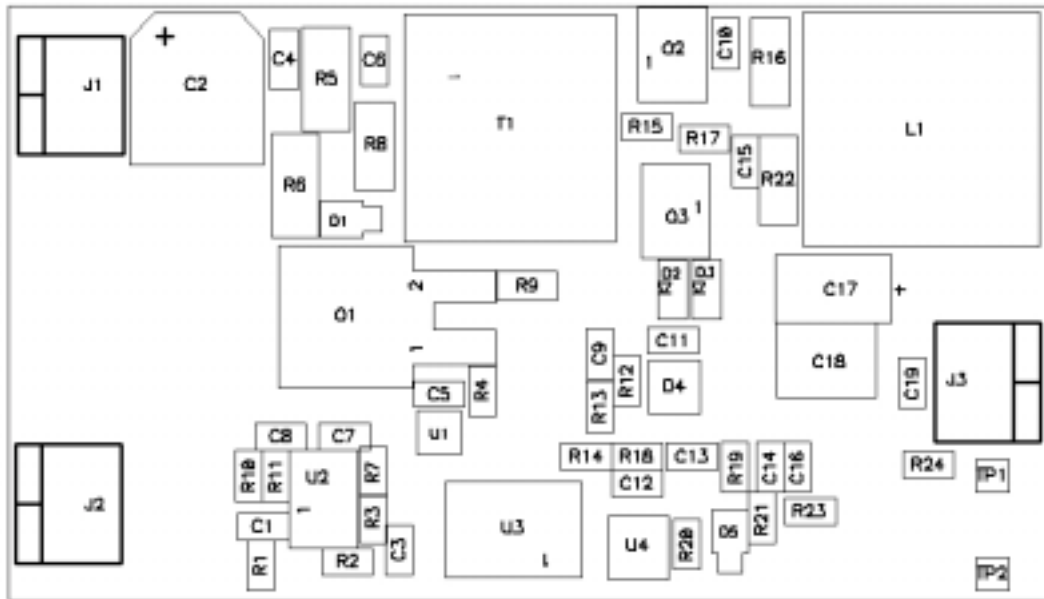 J1
+
C2
C4
R5
C6
R8
R6
D1
1
T1
Q2
1
C10
R16
R15
R17
C15
R22
L1
Q3
1
D2
D3
Q1
2
1
R9
C17
+
C18
C19
J3
C11
C9
R12
R13
D4
C5
R4
U1
C8
C7
R10
R11
U2
1
R7
R3
C1
R1
R2
C3
J2
U3
1
R14
R18
C13
C12
R19
C14
C16
R21
R23
U4
R20
D5
R24
TP1
TP2